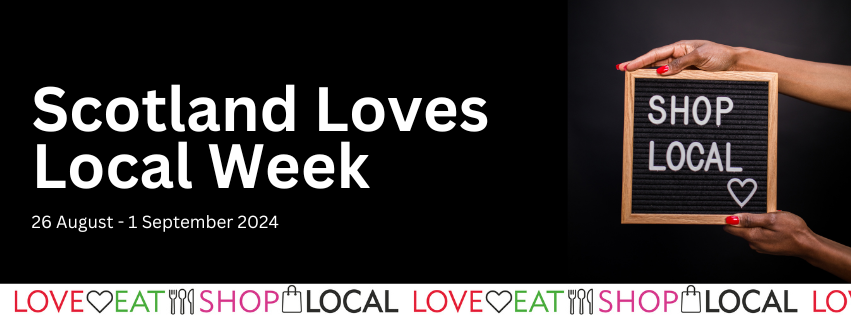 Scotland Loves
Local Week
26 August - 1 September 2024
SHOP
LOCAL
LOVE EAT SHOP LOCAL LOVE EAT SHOP LOCAL LO